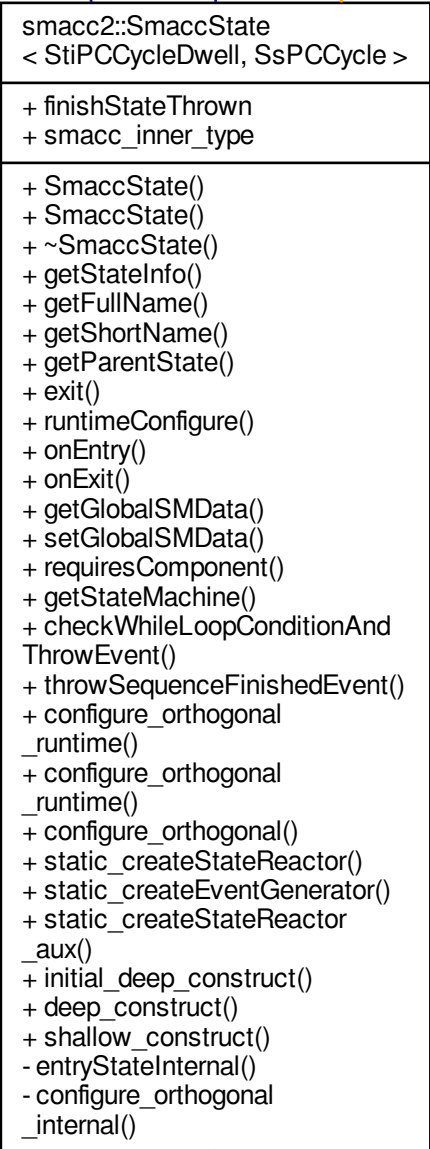 smacc2::SmaccState
< StiPCCycleDwell, SsPCCycle >
+ finishStateThrown
+ smacc_inner_type
+ SmaccState()
+ SmaccState()
+ ~SmaccState()
+ getStateInfo()
+ getFullName()
+ getShortName()
+ getParentState()
+ exit()
+ runtimeConfigure()
+ onEntry()
+ onExit()
+ getGlobalSMData()
+ setGlobalSMData()
+ requiresComponent()
+ getStateMachine()
+ checkWhileLoopConditionAnd
ThrowEvent()
+ throwSequenceFinishedEvent()
+ configure_orthogonal
_runtime()
+ configure_orthogonal
_runtime()
+ configure_orthogonal()
+ static_createStateReactor()
+ static_createEventGenerator()
+ static_createStateReactor
_aux()
+ initial_deep_construct()
+ deep_construct()
+ shallow_construct()
- entryStateInternal()
- configure_orthogonal
_internal()